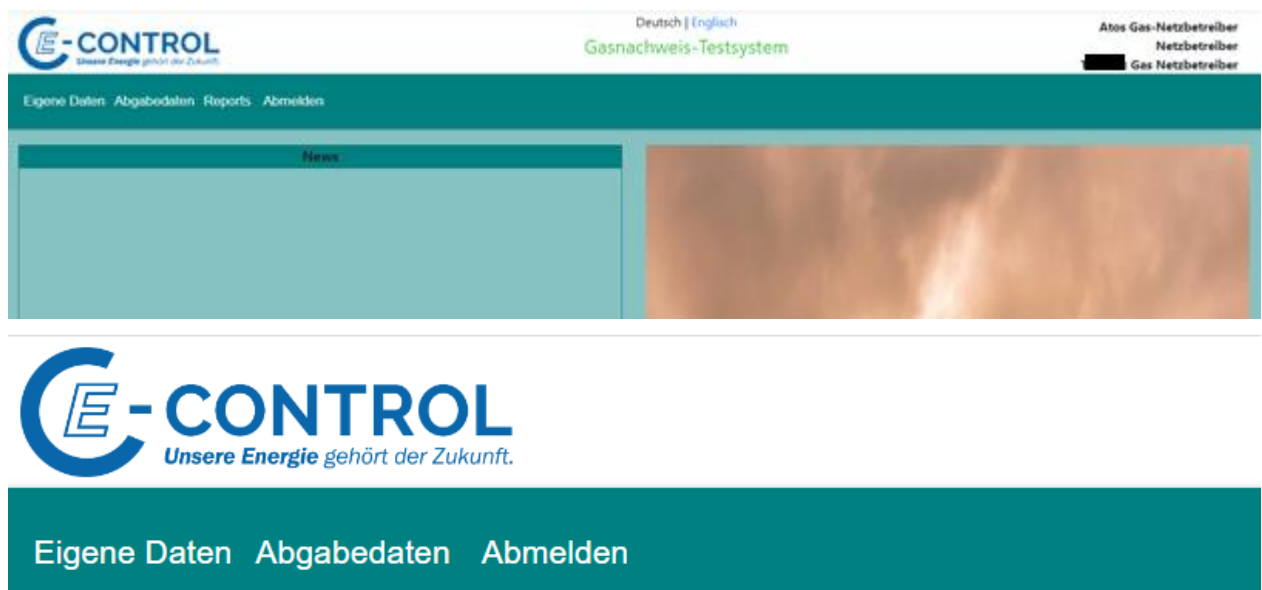 E-CONTROL
Unsere Energie gehört der Zukunft.
Deutsch | Englisch
Gasnachweis-Testsystem
Atos Gas-Netzbetreiber
Netzbetreiber
Gas Netzbetreiber
Eigene Daten Abgabedaten Reports Abmelden
News
E-CONTROL
Unsere Energie gehört der Zukunft.
Eigene Daten Abgabedaten Abmelden